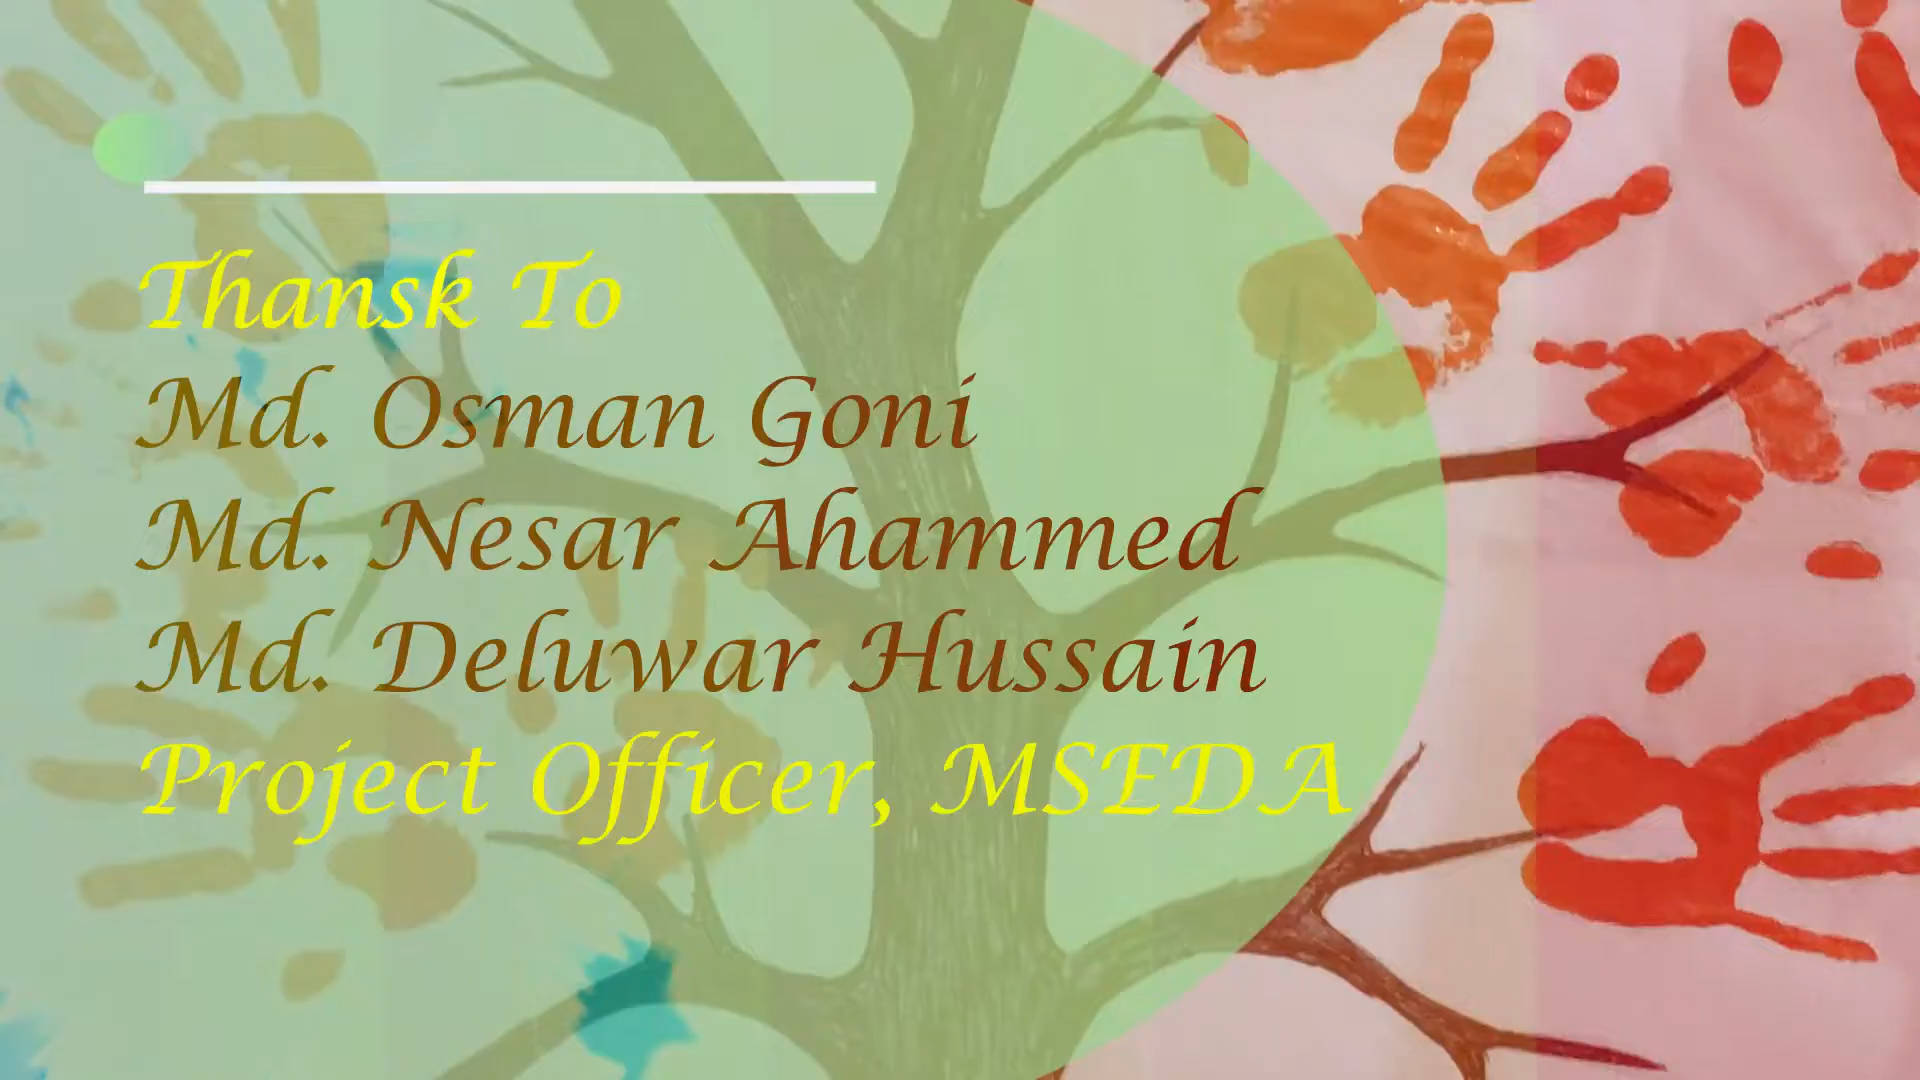 Thansk To
Md. Osman Goni
Md. Nesar Ahammed
Md. Deluwar Hussain
Project Officer, MSEDA